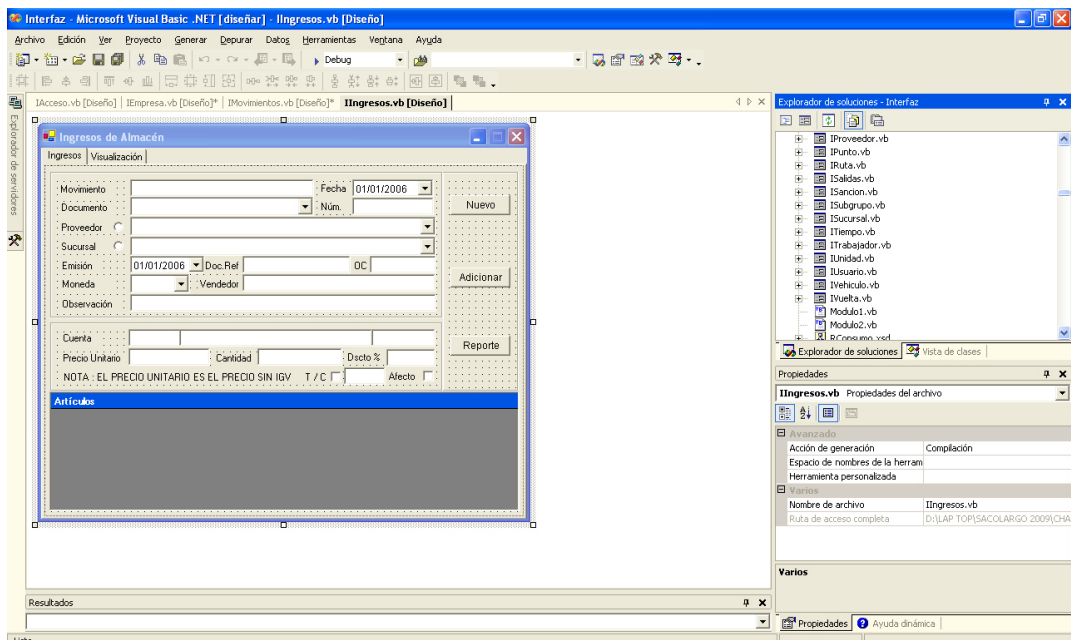 Interfaz - Microsoft Visual Basic .NET [diseñar] - IIngresos.vb [Diseño]
Archivo Edición Ver Proyecto Generar Depurar Datos Herramientas Ventana Ayuda
Debug
IAcceso.vb [Diseño] IEmpresa.vb [Diseño]* IMovimientos.vb [Diseño]* IIngresos.vb [Diseño]
Explorador de servidores
Ingresos de Almacén
Ingresos Visualización
Movimiento Fecha 01/01/2006
Documento Núm. Nuevo
Proveedor
Sucursal
Emisión 01/01/2006 Doc.Ref OC
Adicionar
Moneda Vendedor
Observación
Cuenta
Reporte
Precio Unitario Cantidad Dscto %
NOTA : EL PRECIO UNITARIO ES EL PRECIO SIN IGV T / C Afecto
Artículos
Resultados
Explorador de soluciones - Interfaz
IProveedor.vb
IPunto.vb
IRuta.vb
ISalidas.vb
ISancion.vb
ISubgrupo.vb
ISucursal.vb
ITiempo.vb
ITrabajador.vb
IUnidad.vb
IUsuario.vb
IVehiculo.vb
IVuelta.vb
Modulo1.vb
Modulo2.vb
RConsumo.xsd
Explorador de soluciones Vista de clases
Propiedades
IIngresos.vb Propiedades del archivo
Avanzado
Acción de generación Compilación
Espacio de nombres de la herram
Herramienta personalizada
Varios
Nombre de archivo IIngresos.vb
Ruta de acceso completa D:\LAP TOP\SACOLARGO 2009\CHA
Varios
Propiedades Ayuda dinámica